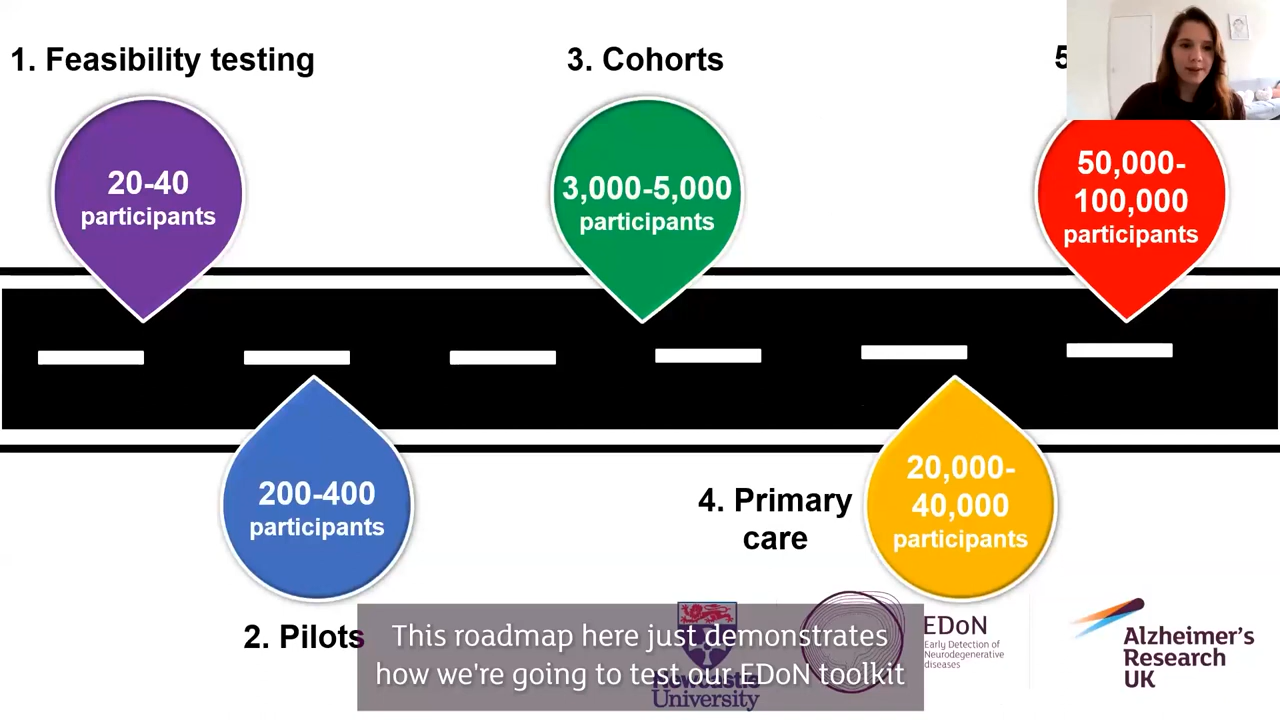 1. Feasibility testing
3. Cohorts
5
20-40
participants
3,000-5,000
participants
50,000-
100,000
participants
200-400
participants
20,000-
40,000
participants
4. Primary
care
2. Pilots
This roadmap here just demonstrates
how we're going to test our EDoN toolkit
Newcastle
University
EDoN
Early Detection of
Neurodegenerative
diseases
Alzheimer's
Research
UK